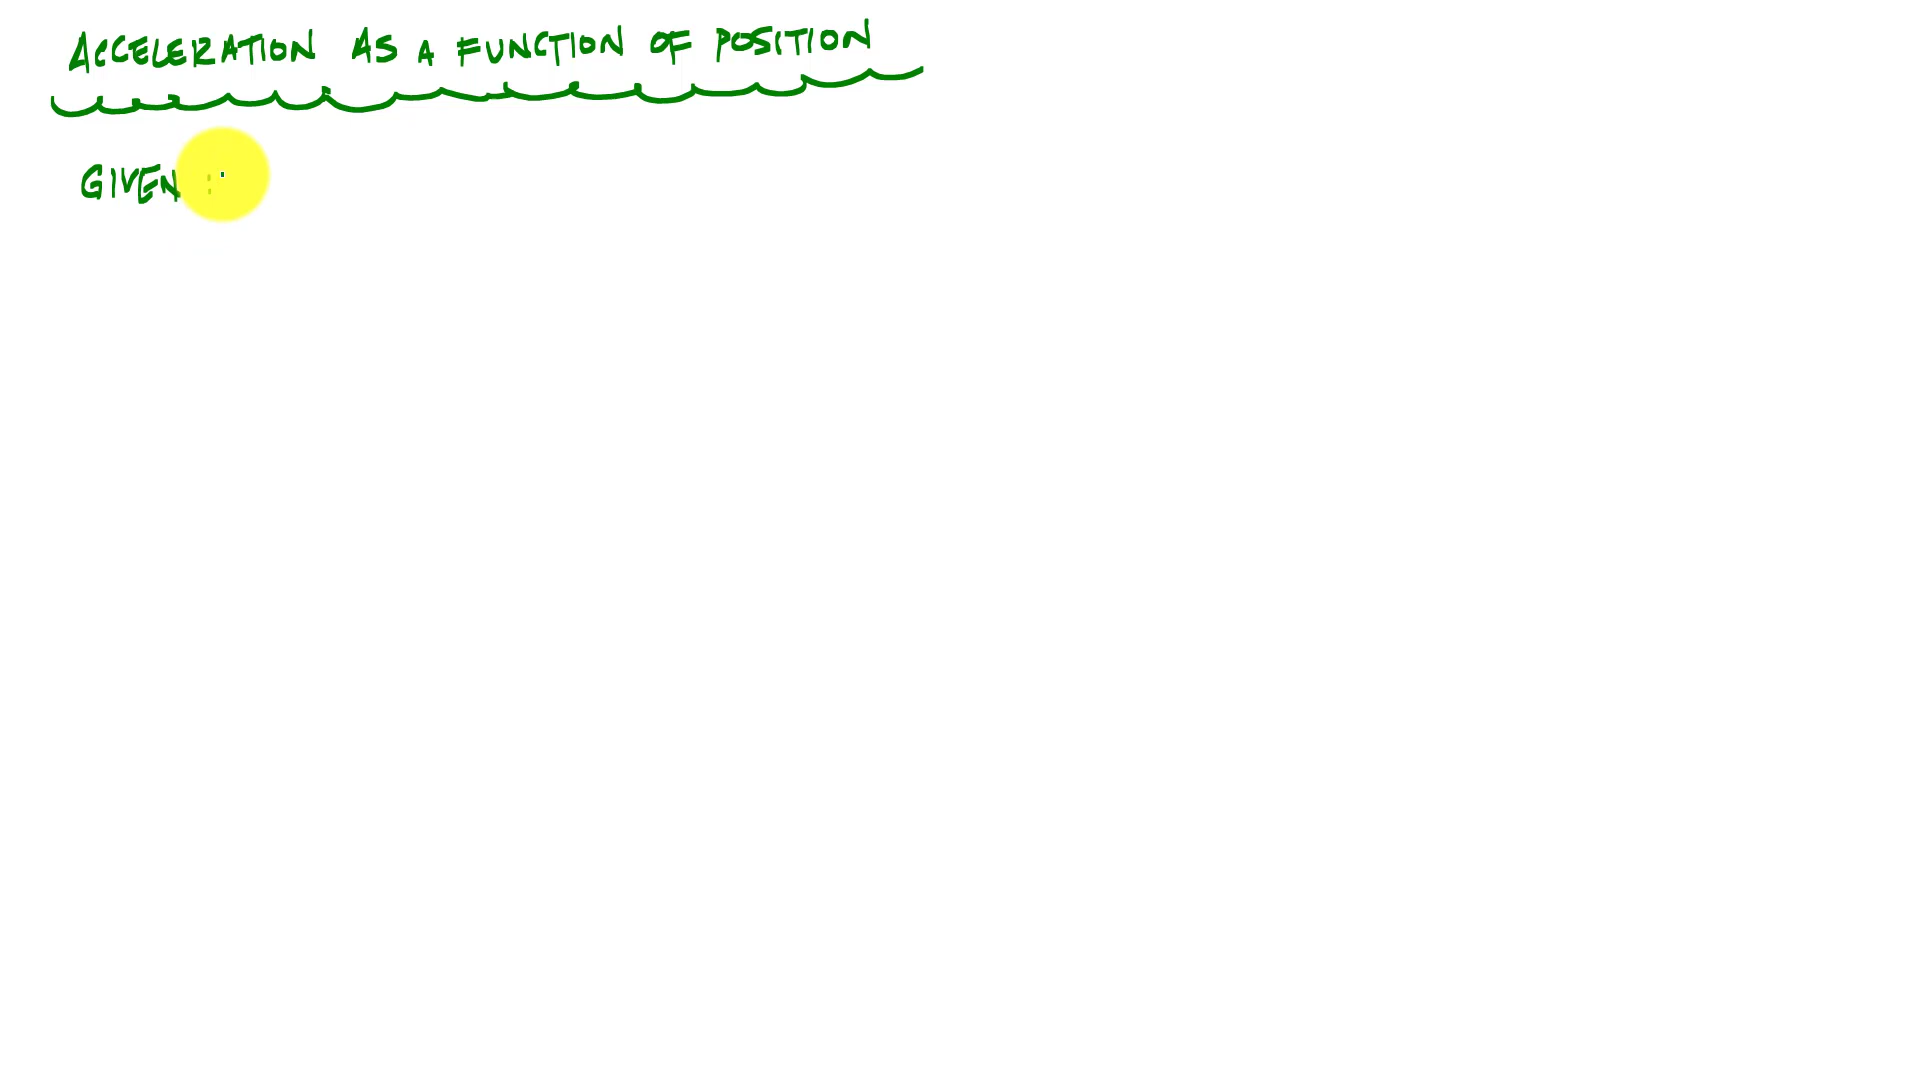 ACCELERATION AS A FUNCTION OF POSITION
GIVEN :